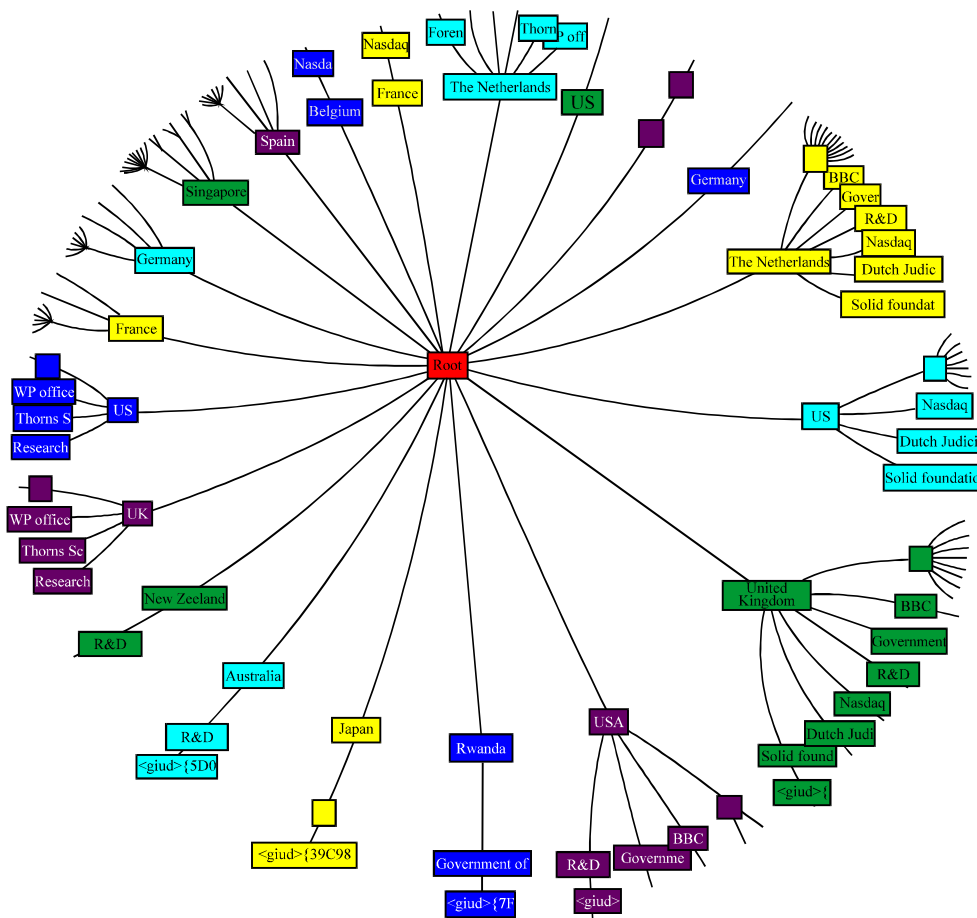 Foren
Thorn
P off
Nasdaq
Nasda
The Netherlands
France
US
Belgium
Spain
Germany
BBC
Singapore
Gover
R&D
Nasdaq
Germany
The Netherlands
Dutch Judic
Solid foundat
France
Root
WP office
US
Thorns S
Research
Nasdaq
US
Dutch Judici
Solid foundatio
UK
WP office
Thorns Sc
Research
New Zeeland
R&D
United
Kingdom
BBC
Government
R&D
Nasdaq
Dutch Judi
Solid found
<giud>{
Australia
R&D
<giud>{5D0
Japan
<giud>{39C98
Rwanda
Government of
<giud>{7F
USA
BBC
Governme
R&D
<giud>